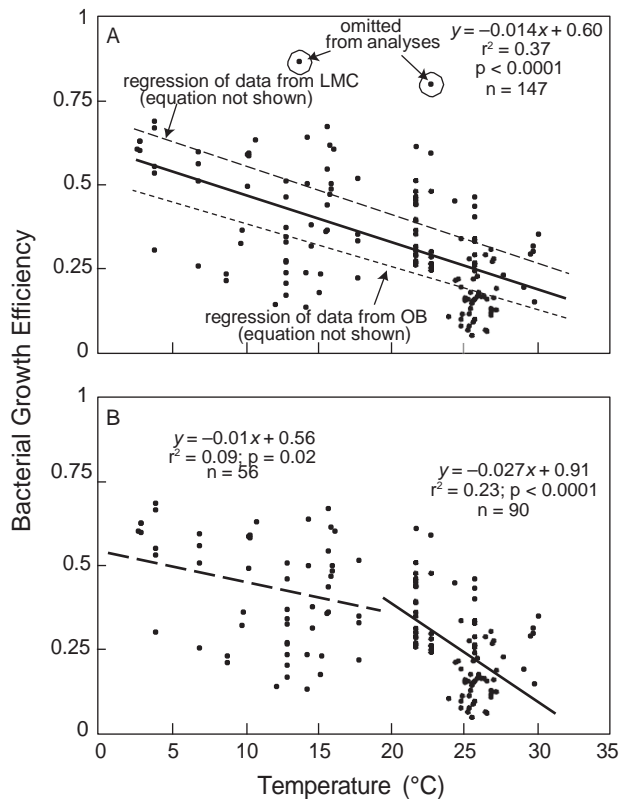 Bacterial Growth Efficiency
A
omitted
from analyses
y = –0.014x + 0.60
r² = 0.37
p < 0.0001
n = 147
regression of data from LMC
(equation not shown)
regression of data from OB
(equation not shown)
1
0.75
0.5
0.25
0
B
y = –0.01x + 0.56
r² = 0.09; p = 0.02
n = 56
y = –0.027x + 0.91
r² = 0.23; p < 0.0001
n = 90
1
0.75
0.5
0.25
0
0 5 10 15 20 25 30 35
Temperature (°C)